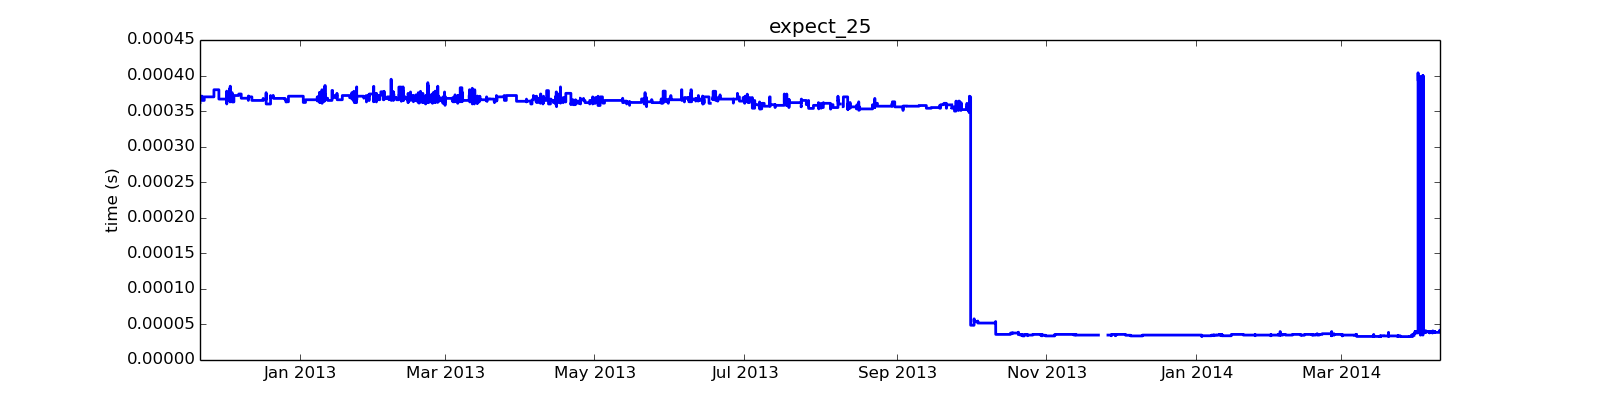 expect_25
time (s)
0.00045
0.00040
0.00035
0.00030
0.00025
0.00020
0.00015
0.00010
0.00005
0.00000
Jan 2013
Mar 2013
May 2013
Jul 2013
Sep 2013
Nov 2013
Jan 2014
Mar 2014